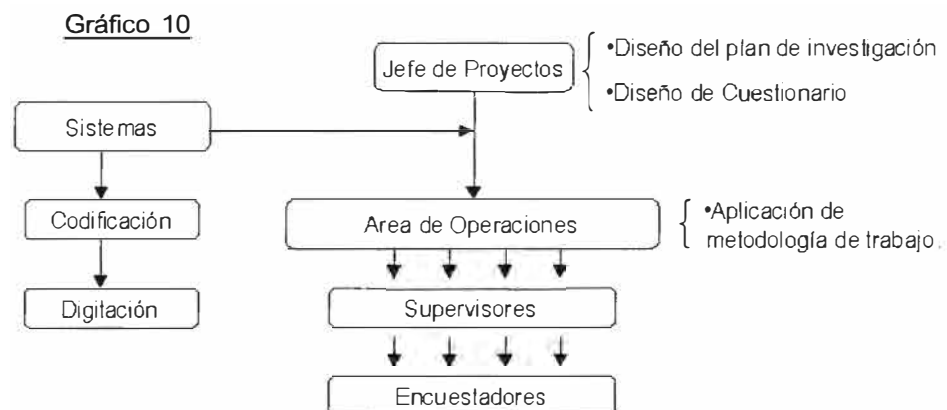 Gráfico 10
Jefe de Proyectos
•Diseño del plan de investigación
•Diseño de Cuestionario
Sistemas
Codificación
Area de Operaciones
•Aplicación de
metodología de trabajo.
Digitación
Supervisores
Encuestadores